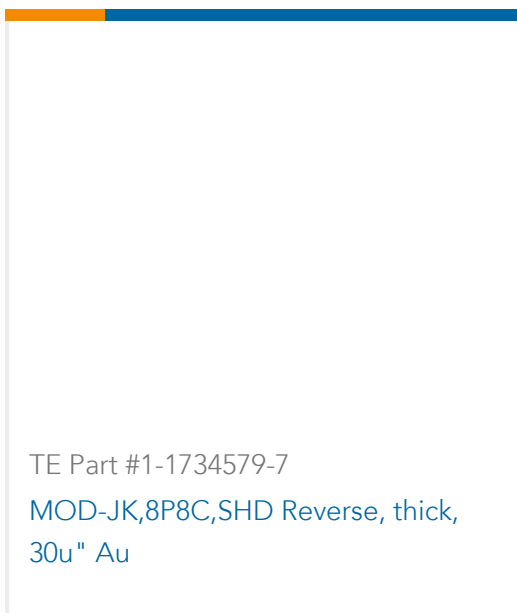 TE Part #1-1734579-7
MOD-JK,8P8C,SHD Reverse, thick,
30u" Au